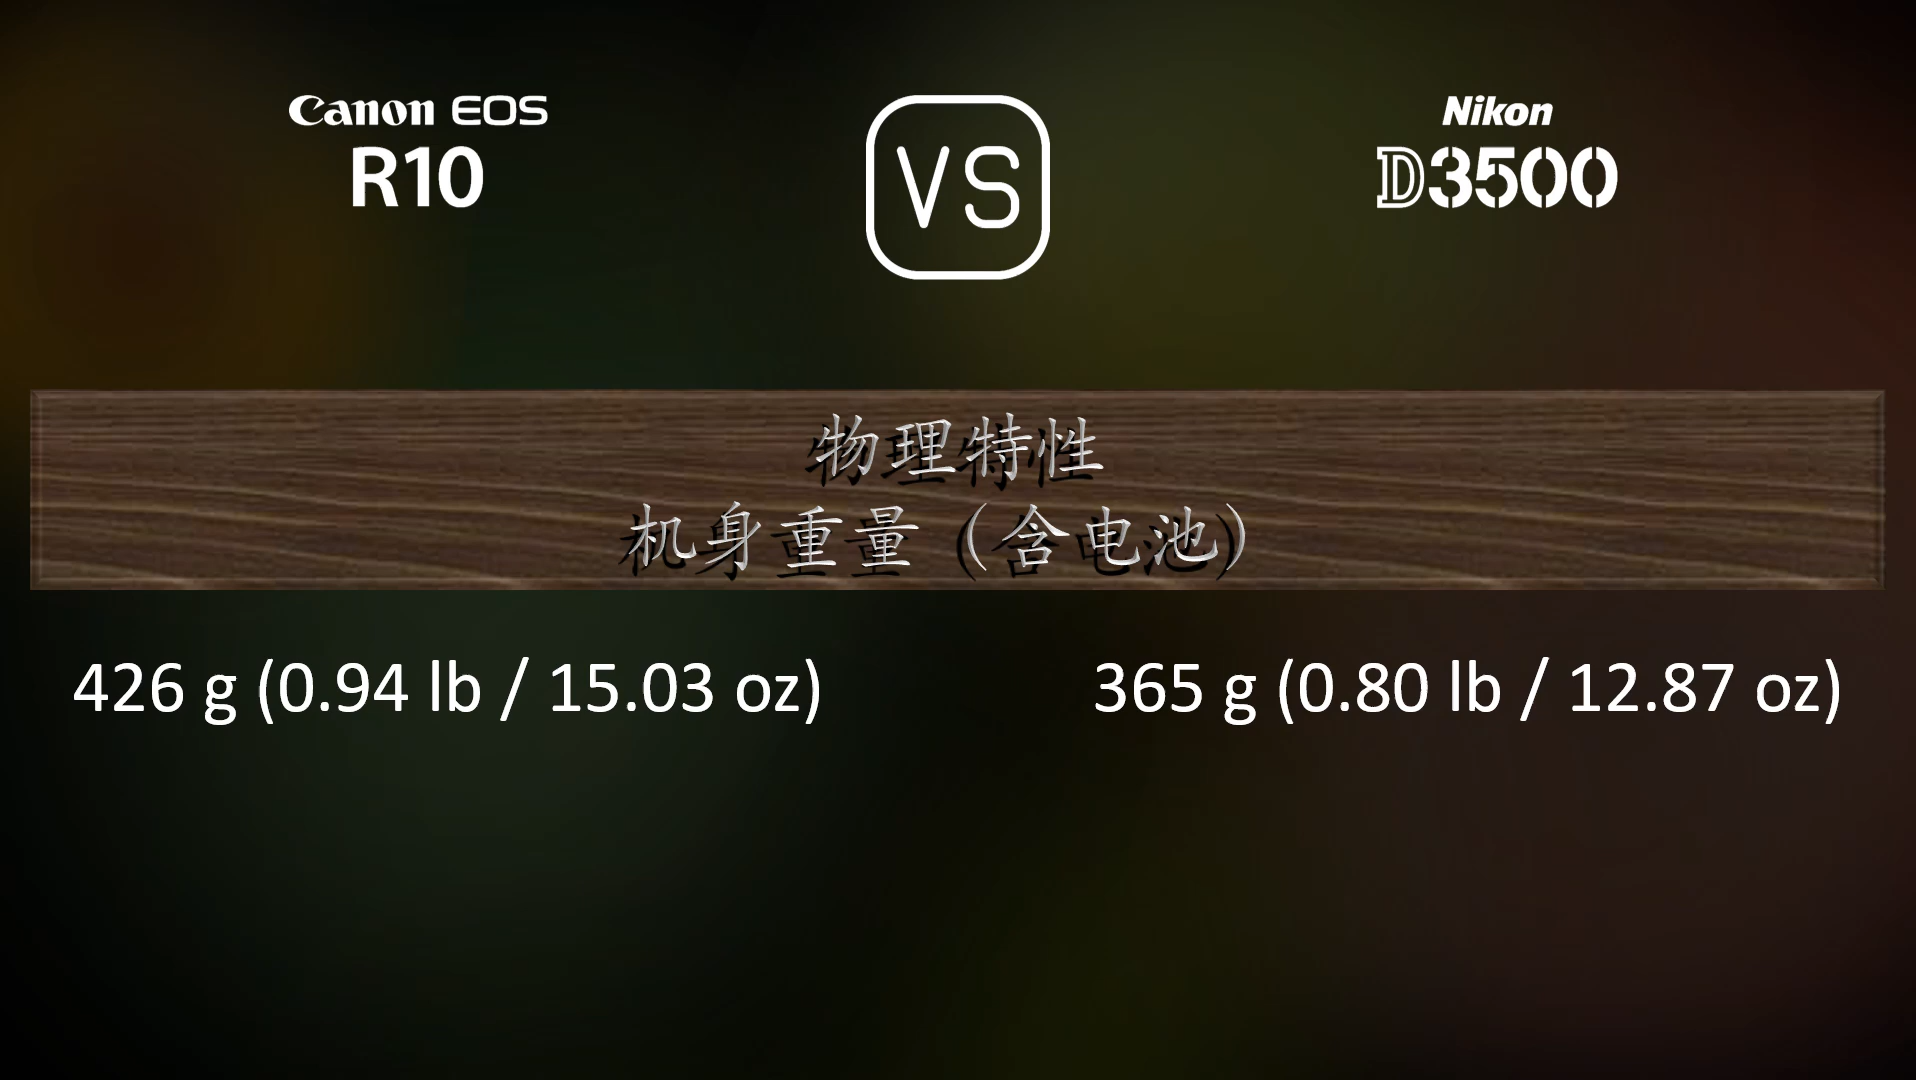 Canon EOS
R10
VS
Nikon
D3500
物理特性
机身重量（含电池）
426 g (0.94 lb / 15.03 oz)
365 g (0.80 lb / 12.87 oz)